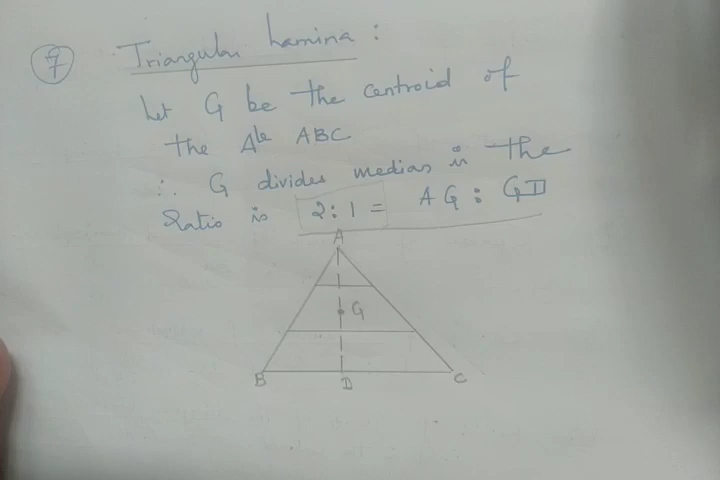 7
Triangular Lamina :
Let G be the centroid of
the Δle ABC
∴ G divides median in the
Ratio is 2:1 = AG : GD
A
G
B D C